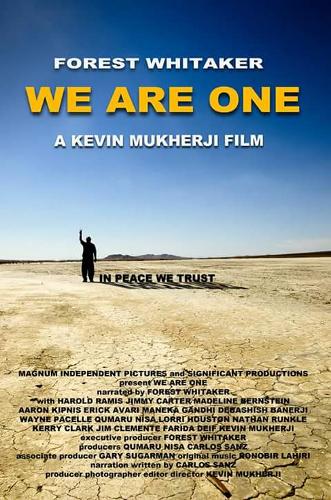 FOREST WHITAKER
WE ARE ONE
A KEVIN MUKHERJI FILM
IN PEACE WE TRUST
MAGNUM INDEPENDENT PICTURES and SIGNIFICANT PRODUCTIONS
present WE ARE ONE
narrated by FOREST WHITAKER
with HAROLD RAMIS JIMMY CARTER MADELINE BERNSTEIN
AARON KIPNIS ERICK AVARI MANEKA GANDHI DEBASHISH BANERJI
WAYNE PACELLE QUMARU NISA LORRI HOUSTON NATHAN RUNKLE
KERRY CLARK JIM CLEMENTE FARIDA DEIF KEVIN MUKHERJI
executive producer FOREST WHITAKER
producers QUMARU NISA CARLOS SANZ
associate producer GARY SUGARMAN original music RONOBIR LAHIRI
narration written by CARLOS SANZ
producer photographer editor director KEVIN MUKHERJI